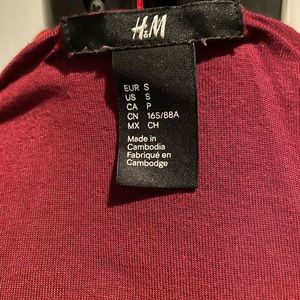 H&M
EUR S
US S
CA P
CN 165/88A
MX CH
Made in
Cambodia
Fabriqué en
Cambodge